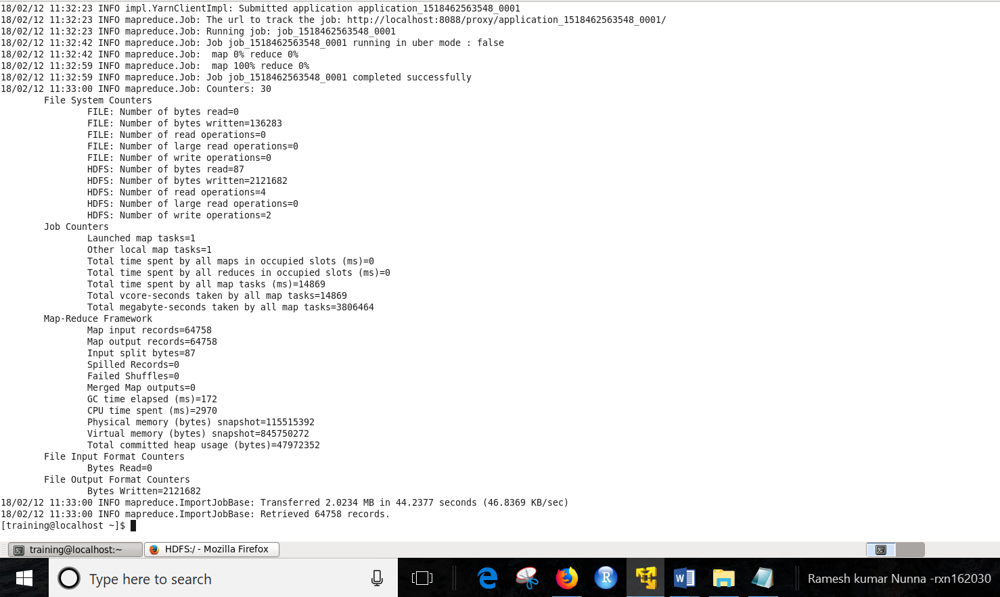 18/02/12 11:32:23 INFO impl.YarnClientImpl: Submitted application application_1518462563548_0001
18/02/12 11:32:23 INFO mapreduce.Job: The url to track the job: http://localhost:8088/proxy/application_1518462563548_0001/
18/02/12 11:32:23 INFO mapreduce.Job: Running job: job_1518462563548_0001
18/02/12 11:32:42 INFO mapreduce.Job: Job job_1518462563548_0001 running in uber mode : false
18/02/12 11:32:42 INFO mapreduce.Job:  map 0% reduce 0%
18/02/12 11:32:59 INFO mapreduce.Job:  map 100% reduce 0%
18/02/12 11:32:59 INFO mapreduce.Job: Job job_1518462563548_0001 completed successfully
18/02/12 11:33:00 INFO mapreduce.Job: Counters: 30
File System Counters
FILE: Number of bytes read=0
FILE: Number of bytes written=136283
FILE: Number of read operations=0
FILE: Number of large read operations=0
FILE: Number of write operations=0
HDFS: Number of bytes read=87
HDFS: Number of bytes written=2121682
HDFS: Number of read operations=4
HDFS: Number of large read operations=0
HDFS: Number of write operations=2
Job Counters
Launched map tasks=1
Other local map tasks=1
Total time spent by all maps in occupied slots (ms)=0
Total time spent by all reduces in occupied slots (ms)=0
Total time spent by all map tasks (ms)=14869
Total vcore-seconds taken by all map tasks=14869
Total megabyte-seconds taken by all map tasks=3806464
Map-Reduce Framework
Map input records=64758
Map output records=64758
Input split bytes=87
Spilled Records=0
Failed Shuffles=0
Merged Map outputs=0
GC time elapsed (ms)=172
CPU time spent (ms)=2970
Physical memory (bytes) snapshot=115515392
Virtual memory (bytes) snapshot=845750272
Total committed heap usage (bytes)=47972352
File Input Format Counters
Bytes Read=0
File Output Format Counters
Bytes Written=2121682
18/02/12 11:33:00 INFO mapreduce.ImportJobBase: Transferred 2.0234 MB in 44.2377 seconds (46.8369 KB/sec)
18/02/12 11:33:00 INFO mapreduce.ImportJobBase: Retrieved 64758 records.
[training@localhost ~]$
training@localhost:~ HDFS:/ - Mozilla Firefox
Type here to search R W Ramesh kumar Nunna -rxn162030